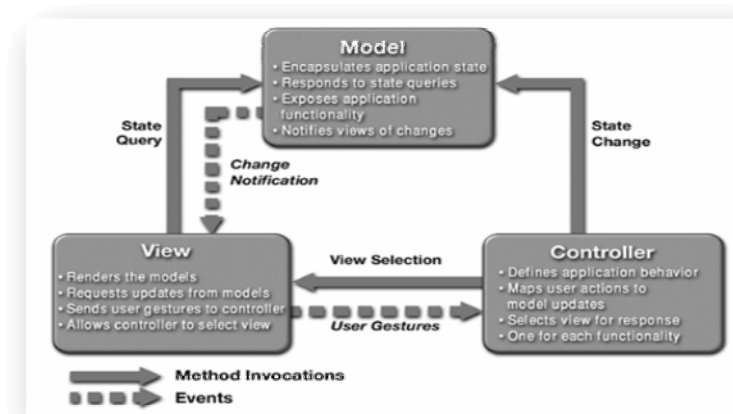 Model
• Encapsulates application state
• Responds to state queries
• Exposes application
functionality
• Notifies views of changes
State
Query
Change
Notification
State
Change
View
• Renders the models
• Requests updates from models
• Sends user gestures to controller
• Allows controller to select view
View Selection
User Gestures
Controller
• Defines application behavior
• Maps user actions to
model updates
• Selects view for response
• One for each functionality
Method Invocations
Events